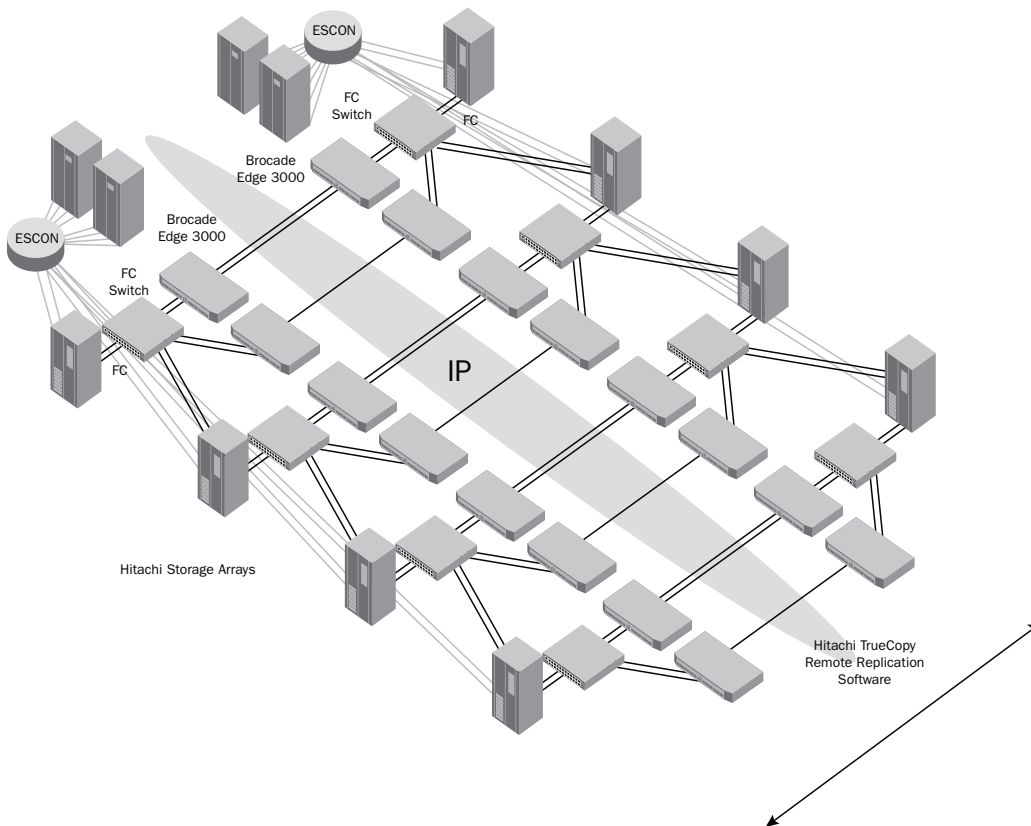 ESCON
FC
Switch
FC
Brocade
Edge 3000
Brocade
Edge 3000
ESCON
FC
Switch
FC
IP
Hitachi Storage Arrays
Hitachi TrueCopy
Remote Replication
Software